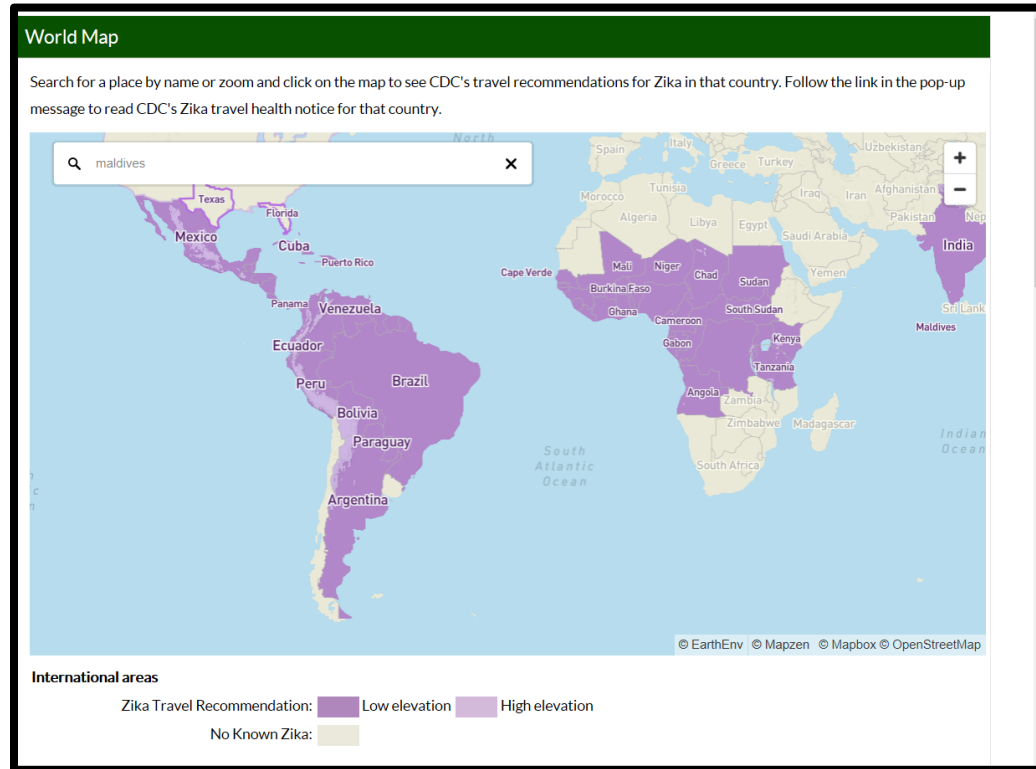 World Map
Search for a place by name or zoom and click on the map to see CDC's travel recommendations for Zika in that country. Follow the link in the pop-up
message to read CDC's Zika travel health notice for that country.
maldives
North
Spain
Italy
Greece
Turkey
Uzbekistan
+
−
Texas
Florida
Mexico
Cuba
Puerto Rico
Panama
Venezuela
Ecuador
Peru
Brazil
Bolivia
Paraguay
Argentina
South
Atlantic
Ocean
Morocco
Tunisia
Algeria
Libya
Egypt
Iraq
Iran
Afghanistan
Pakistan
Nep
Saudi Arabia
Yemen
India
Sri Lank
Maldives
Cape Verde
Mali
Niger
Chad
Sudan
Burkina Faso
Ghana
South Sudan
Cameroon
Gabon
Kenya
Tanzania
Angola
Zambia
Zimbabwe
Madagascar
South Africa
Indian
Ocean
© EarthEnv © Mapzen © Mapbox © OpenStreetMap
International areas
Zika Travel Recommendation: Low elevation High elevation
No Known Zika: